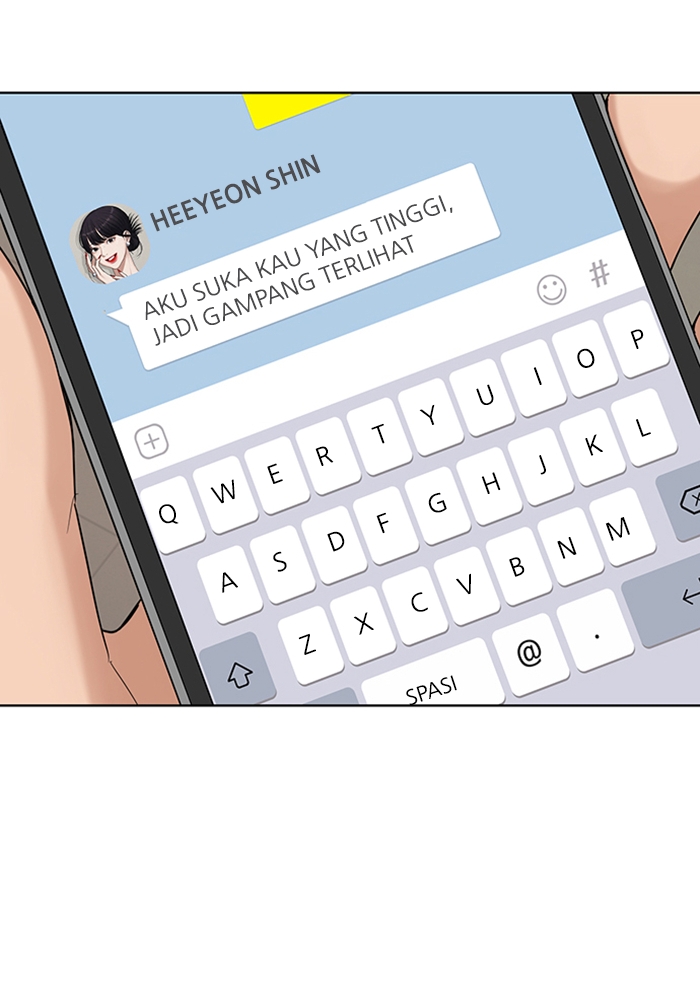 HEEYEON SHIN
AKU SUKA KAU YANG TINGGI,
JADI GAMPANG TERLIHAT
#
Q W E R T Y U I O P
A S D F G H J K L
Z X C V B N M
SPASI @ .